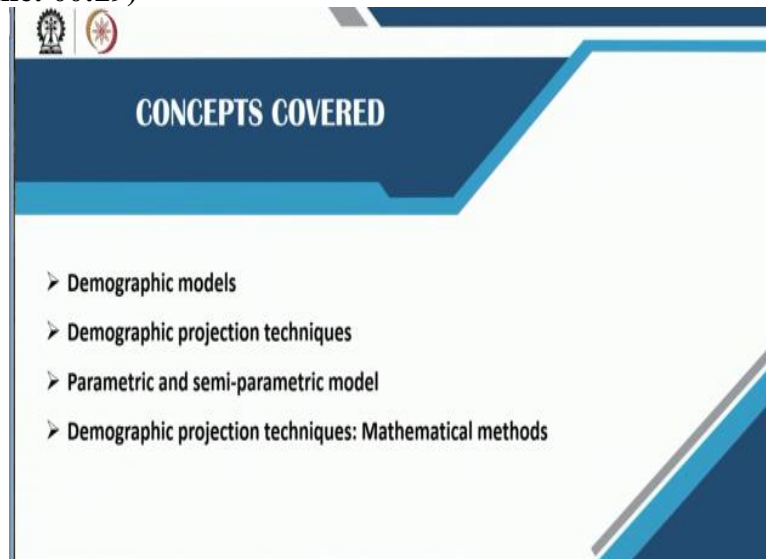 CONCEPTS COVERED
➢ Demographic models
➢ Demographic projection techniques
➢ Parametric and semi-parametric model
➢ Demographic projection techniques: Mathematical methods